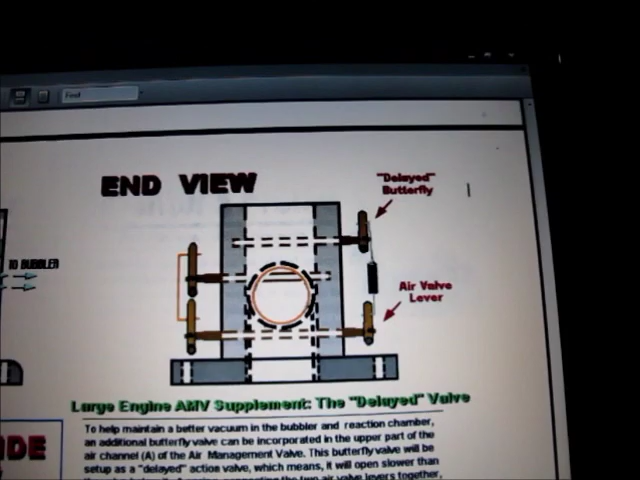 Find
END VIEW
"Delayed"
Butterfly
TO BUBBLER
Air Valve
Lever
Large Engine AMV Supplement: The "Delayed" Valve
To help maintain a better vacuum in the bubbler and reaction chamber,
an additional butterfly valve can be incorporated in the upper part of the
air channel (A) of the Air Management Valve. This butterfly valve will be
setup as a "delayed" action valve, which means, it will open slower than
connecting the two air valve levers together,